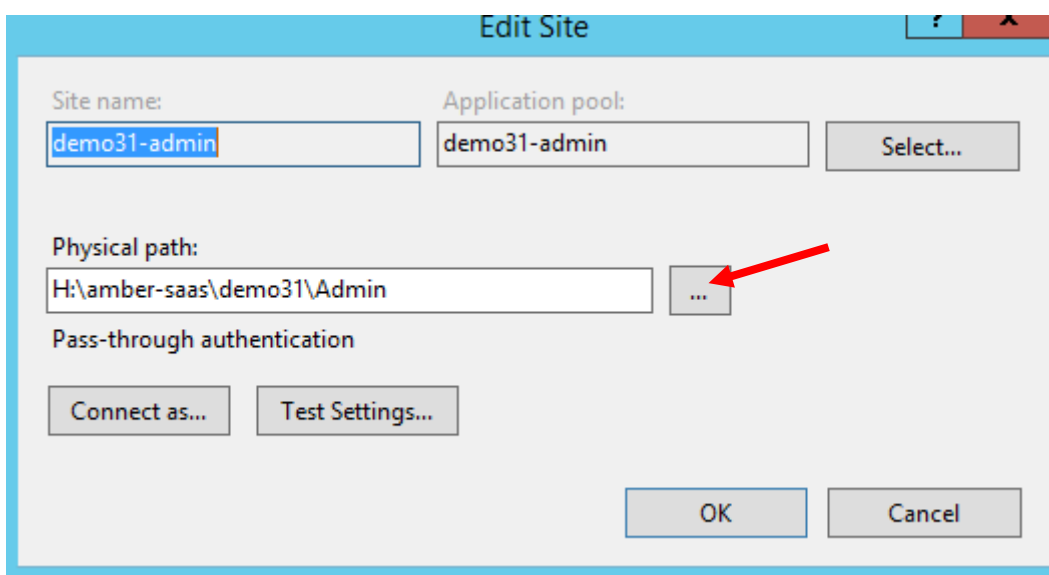 Edit Site
? x
Site name: Application pool:
demo31-admin demo31-admin Select...
Physical path:
H:\amber-saas\demo31\Admin ...
Pass-through authentication
Connect as... Test Settings...
OK Cancel